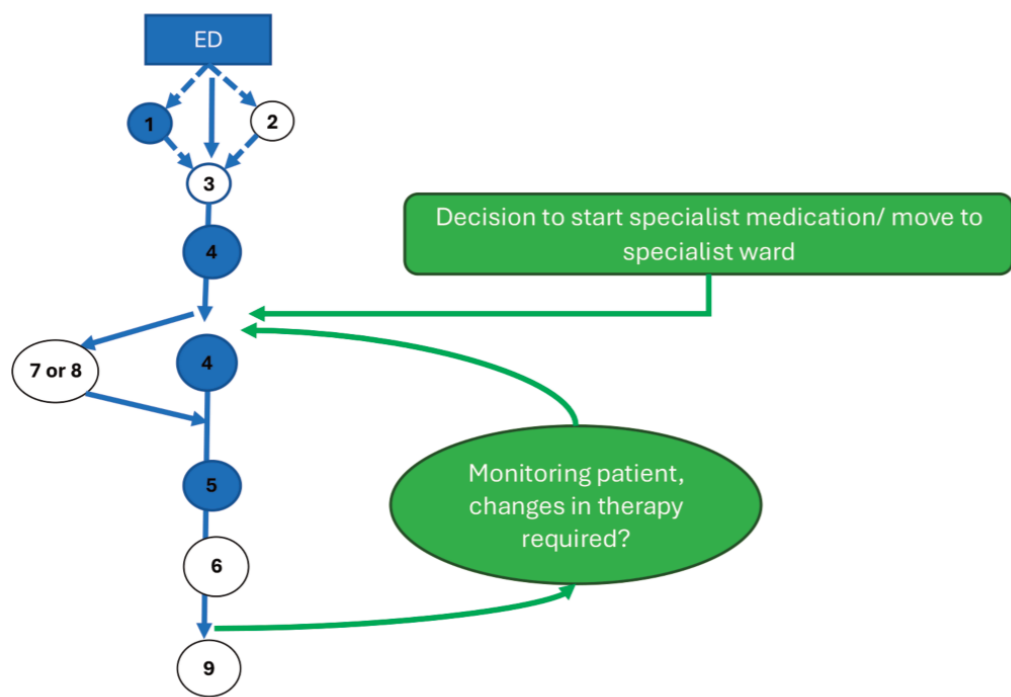 ED
1
2
3
Decision to start specialist medication/ move to
specialist ward
4
4
7 or 8
5
Monitoring patient,
changes in therapy
required?
6
9